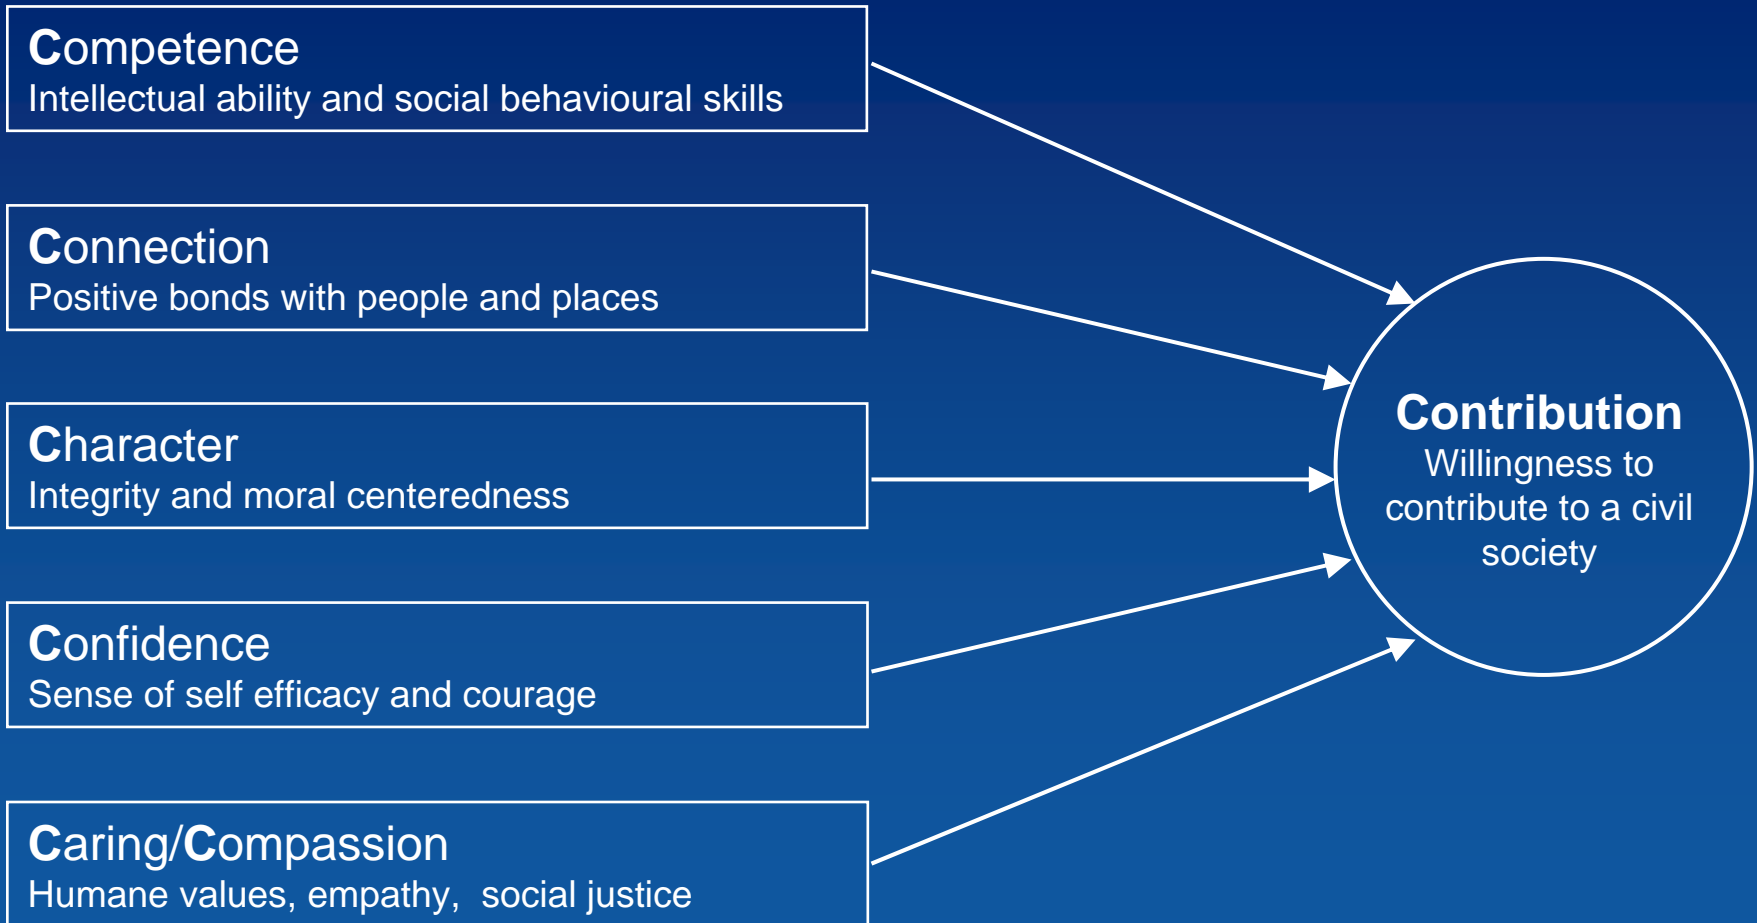 Competence
Intellectual ability and social behavioural skills
Connection
Positive bonds with people and places
Character
Integrity and moral centeredness
Confidence
Sense of self efficacy and courage
Caring/Compassion
Humane values, empathy,  social justice
Contribution
Willingness to
contribute to a civil
society